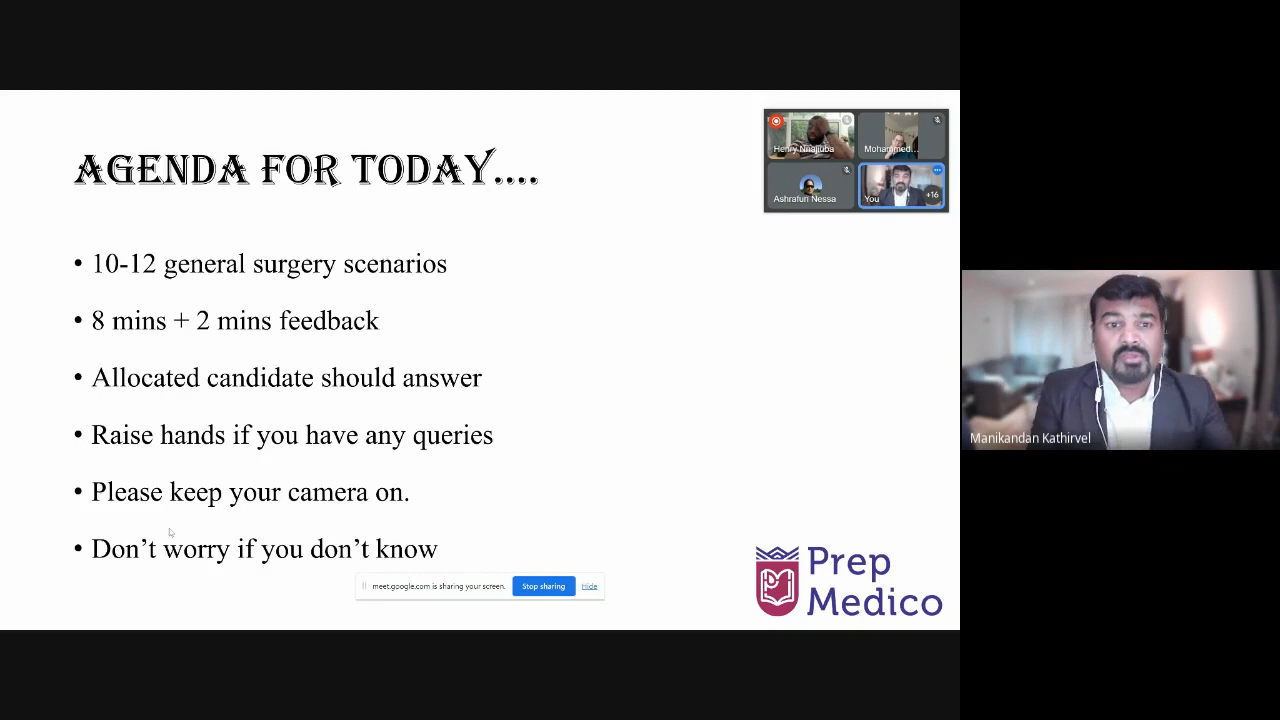 AGENDA FOR TODAY....
Henry Nnajiuba
Mohammed...
Ashrafun Nessa
You
+16
• 10-12 general surgery scenarios
• 8 mins + 2 mins feedback
• Allocated candidate should answer
• Raise hands if you have any queries
• Please keep your camera on.
• Don’t worry if you don’t know
meet.google.com is sharing your screen.
Stop sharing
Hide
Prep
Medico
Manikandan Kathirvel